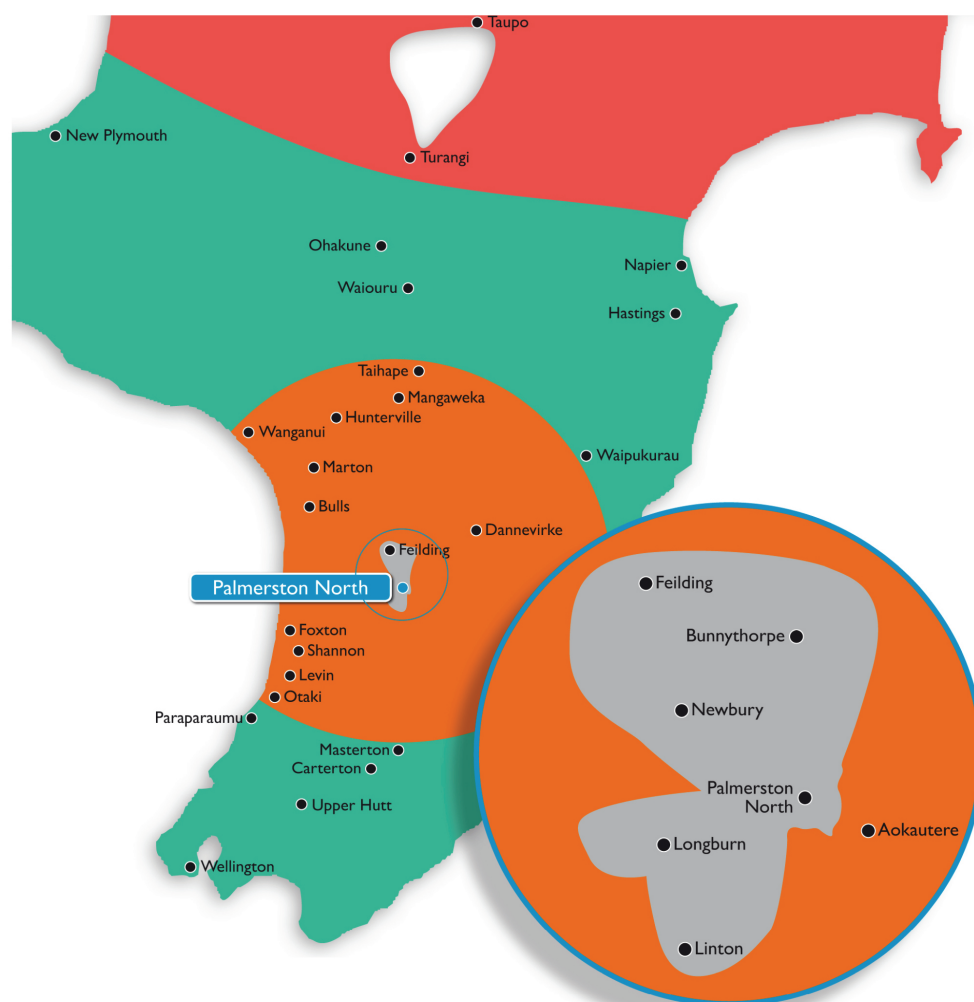 Taupo
New Plymouth
Turangi
Ohakune
Napier
Waiouru
Hastings
Taihape
Mangaweka
Hunterville
Wanganui
Waipukurau
Marton
Bulls
Dannevirke
Feilding
Palmerston North
Foxton
Shannon
Levin
Otaki
Paraparaumu
Masterton
Carterton
Upper Hutt
Wellington
Feilding
Bunnythorpe
Newbury
Palmerston
North
Aokautere
Longburn
Linton